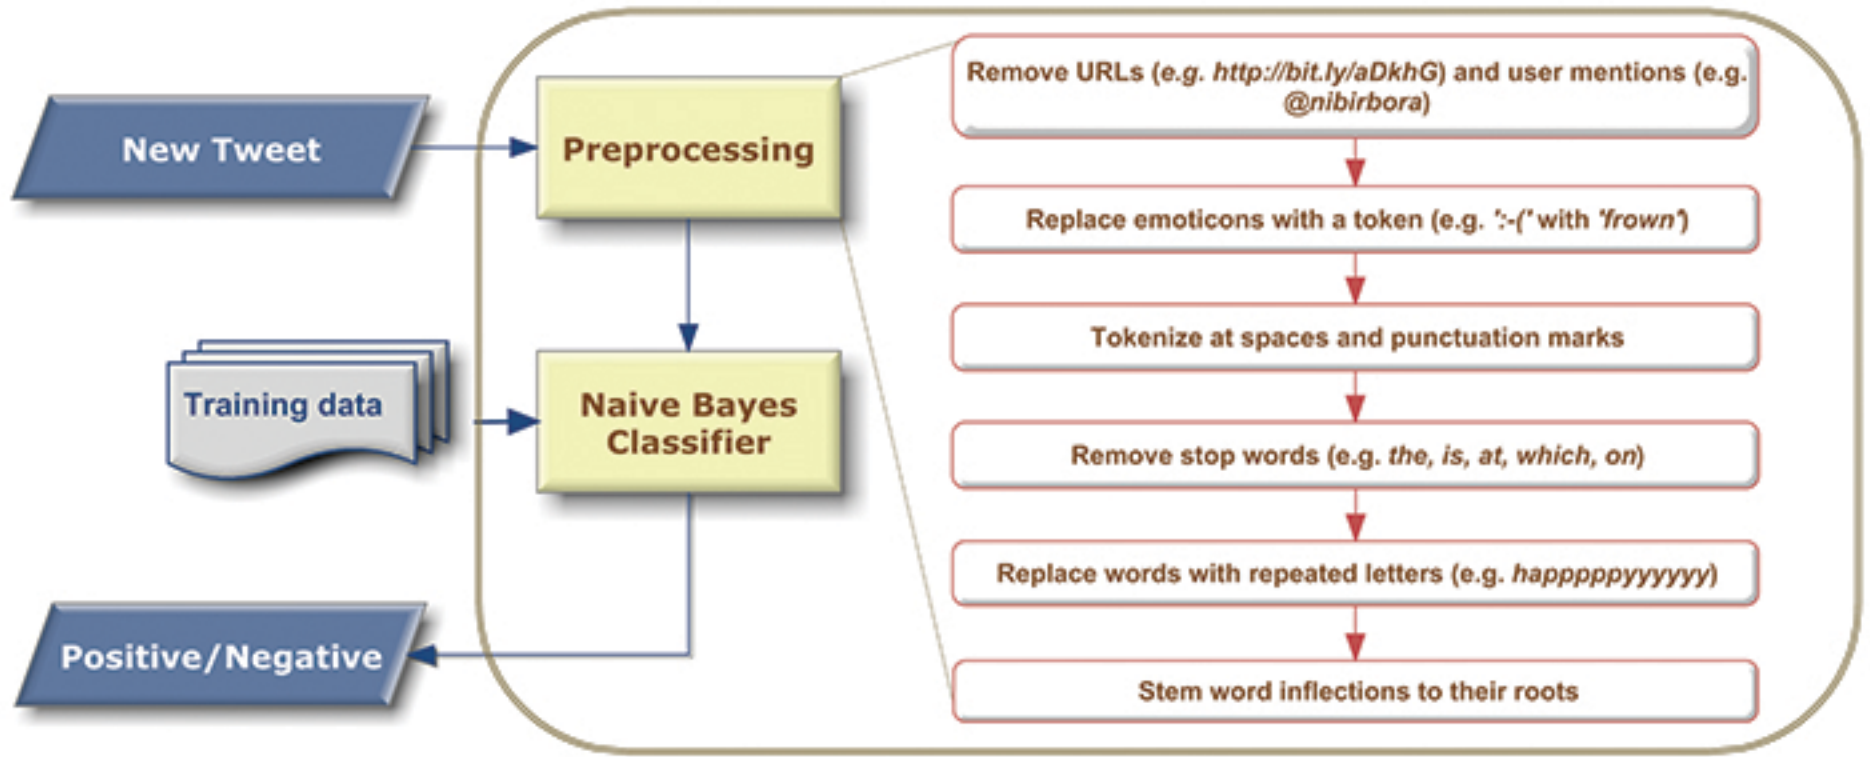 New Tweet
Preprocessing
Training data
Naive Bayes
Classifier
Positive/Negative
Remove URLs (e.g. http://bit.ly/aDkhG) and user mentions (e.g.
@nibirbora)
Replace emoticons with a token (e.g. ':-(' with 'frown')
Tokenize at spaces and punctuation marks
Remove stop words (e.g. the, is, at, which, on)
Replace words with repeated letters (e.g. happpppyyyyyy)
Stem word inflections to their roots